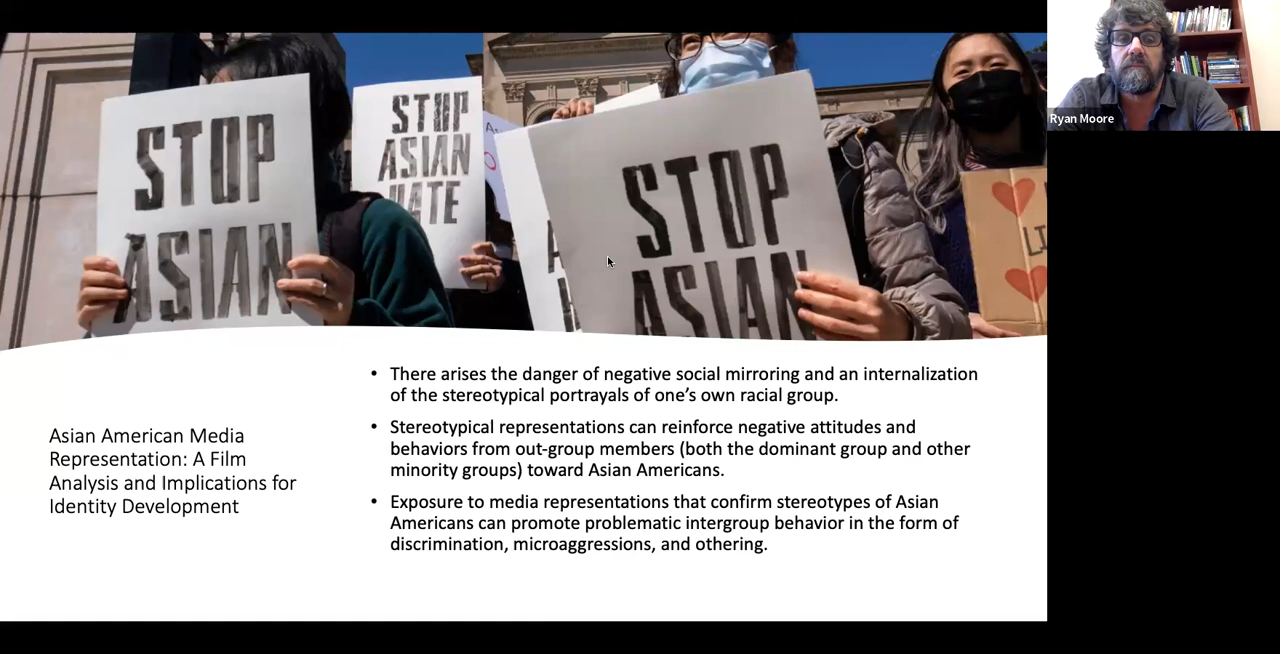 STOP
ASIAN
STOP
ASIAN
HATE
STOP
ASIAN
Ryan Moore
Asian American Media
Representation: A Film
Analysis and Implications for
Identity Development
• There arises the danger of negative social mirroring and an internalization
of the stereotypical portrayals of one’s own racial group.
• Stereotypical representations can reinforce negative attitudes and
behaviors from out-group members (both the dominant group and other
minority groups) toward Asian Americans.
• Exposure to media representations that confirm stereotypes of Asian
Americans can promote problematic intergroup behavior in the form of
discrimination, microaggressions, and othering.